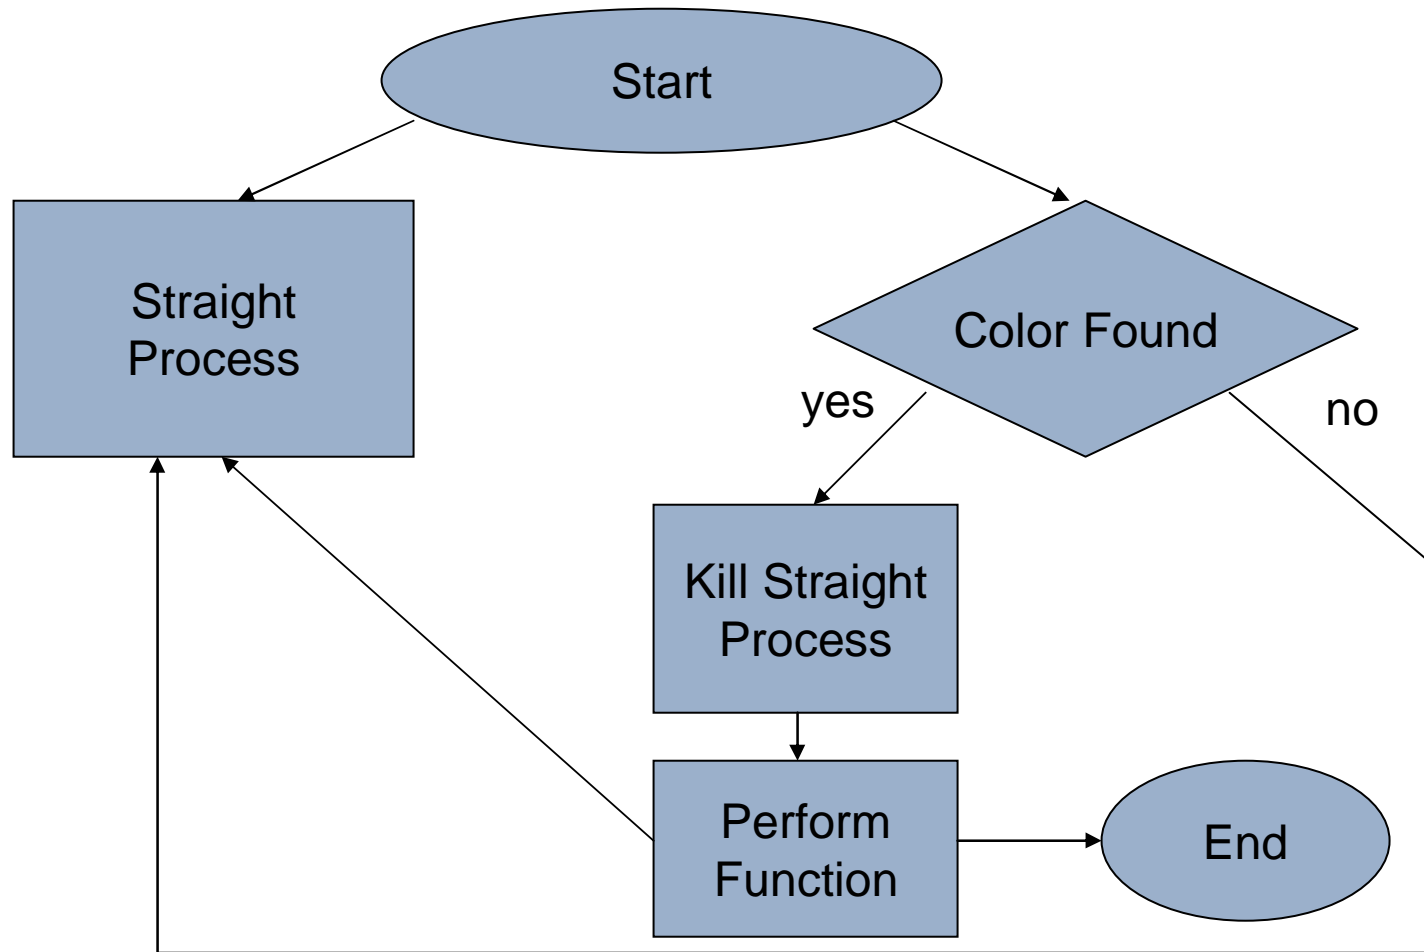 Start
Straight
Process
Color Found
yes
no
Kill Straight
Process
Perform
Function
End